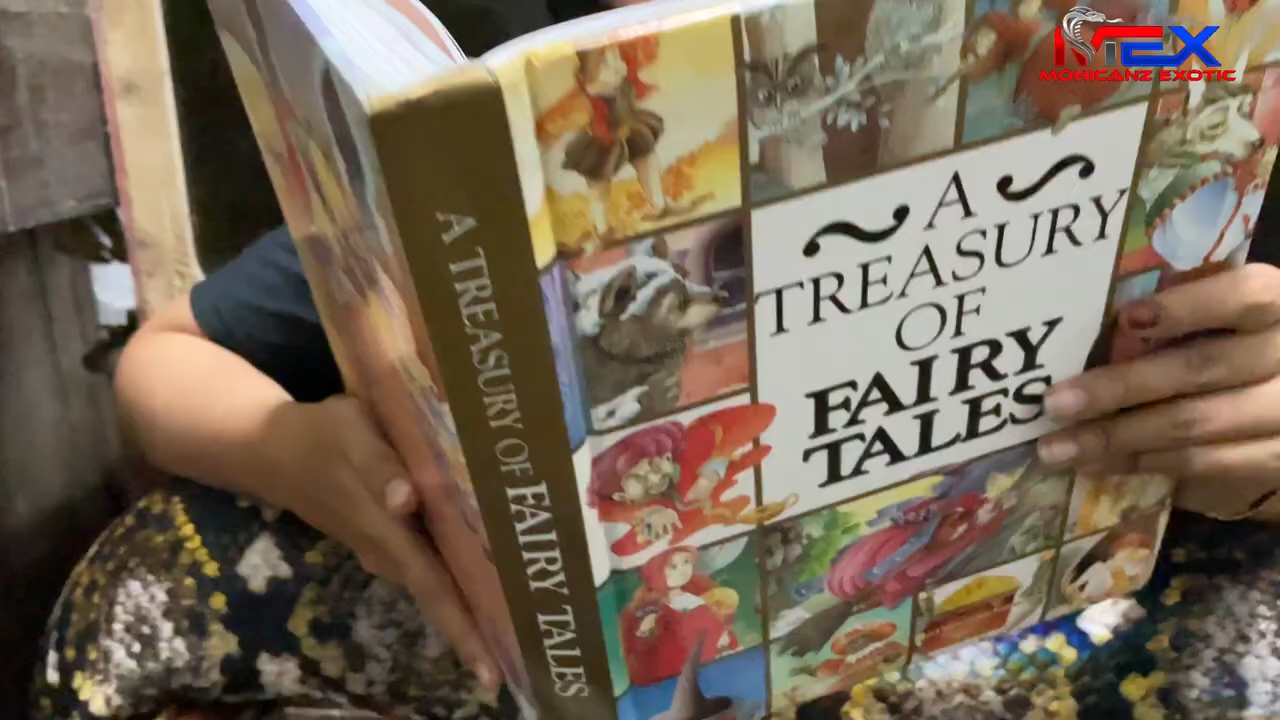 MEX
MOHICANZ EXOTIC
A
TREASURY
OF
FAIRY
TALES
A TREASURY OF FAIRY TALES